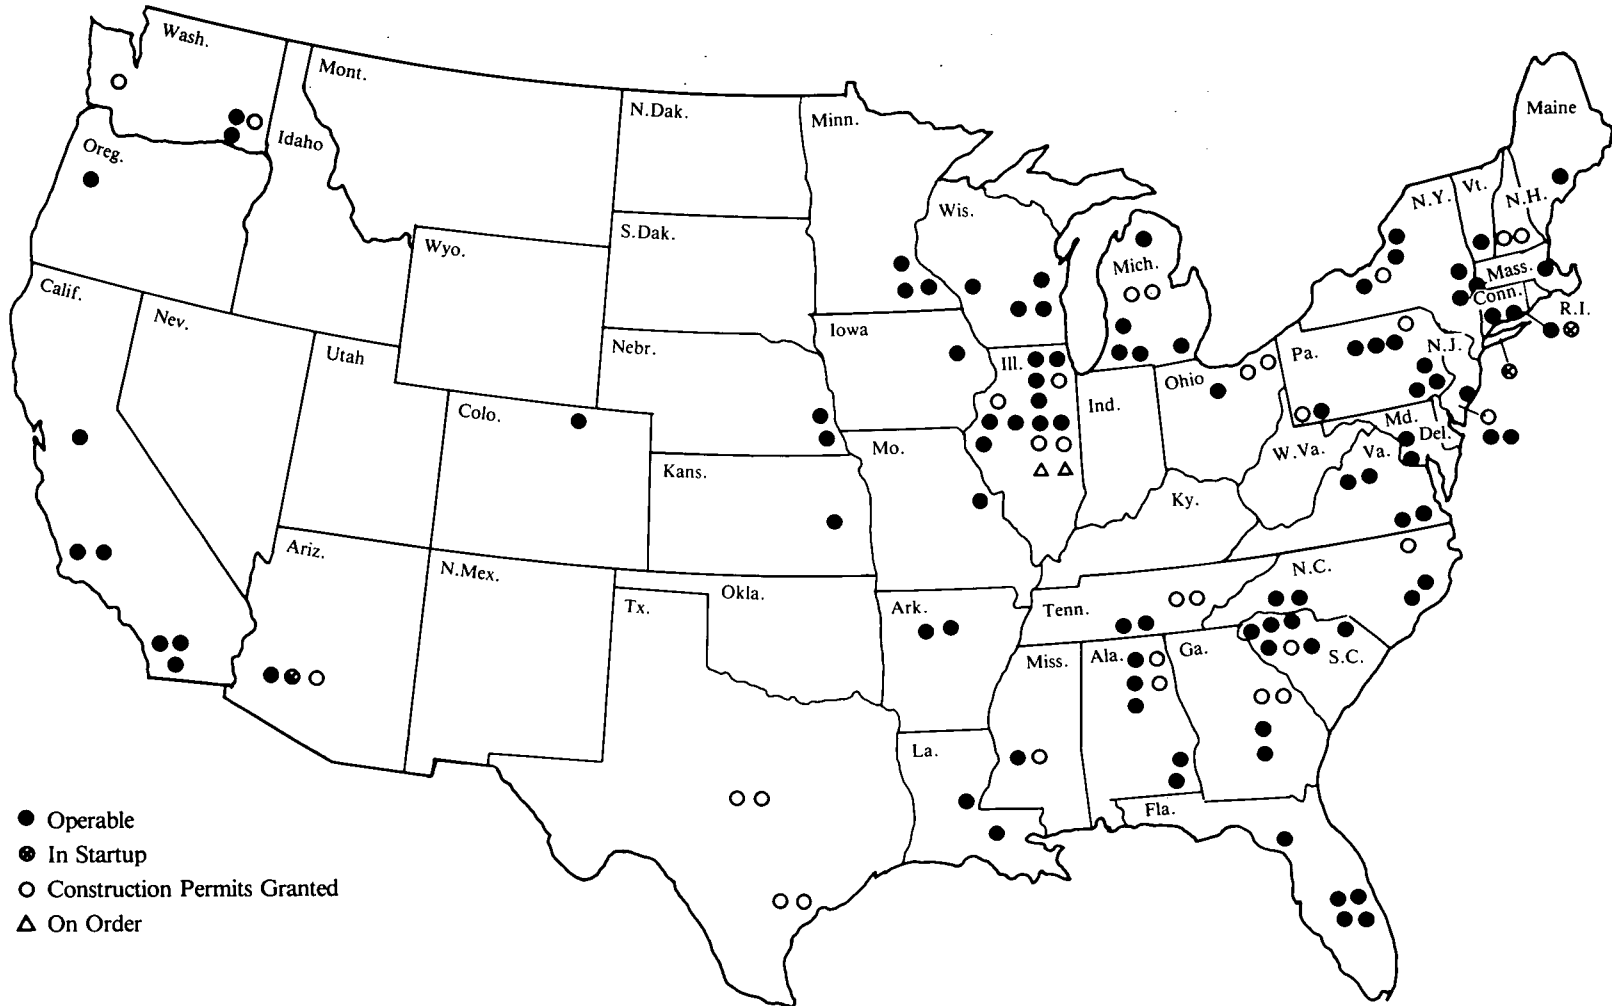 Wash.
Mont.
N.Dak.
Minn.
Maine
Idaho
Oreg.
Vt.
N.Y.
N.H.
Wis.
S.Dak.
Wyo.
Mich.
Mass.
Calif.
Conn.
R.I.
Nev.
Iowa
Utah
Nebr.
Ill.
Pa.
N.J.
Ohio
Colo.
Ind.
Md.
Del.
Mo.
W.Va.
Va.
Kans.
Ky.
Ariz.
N.Mex.
N.C.
Okla.
Tx.
Ark.
Tenn.
Miss.
Ala.
Ga.
S.C.
La.
Fla.
Operable
In Startup
Construction Permits Granted
On Order